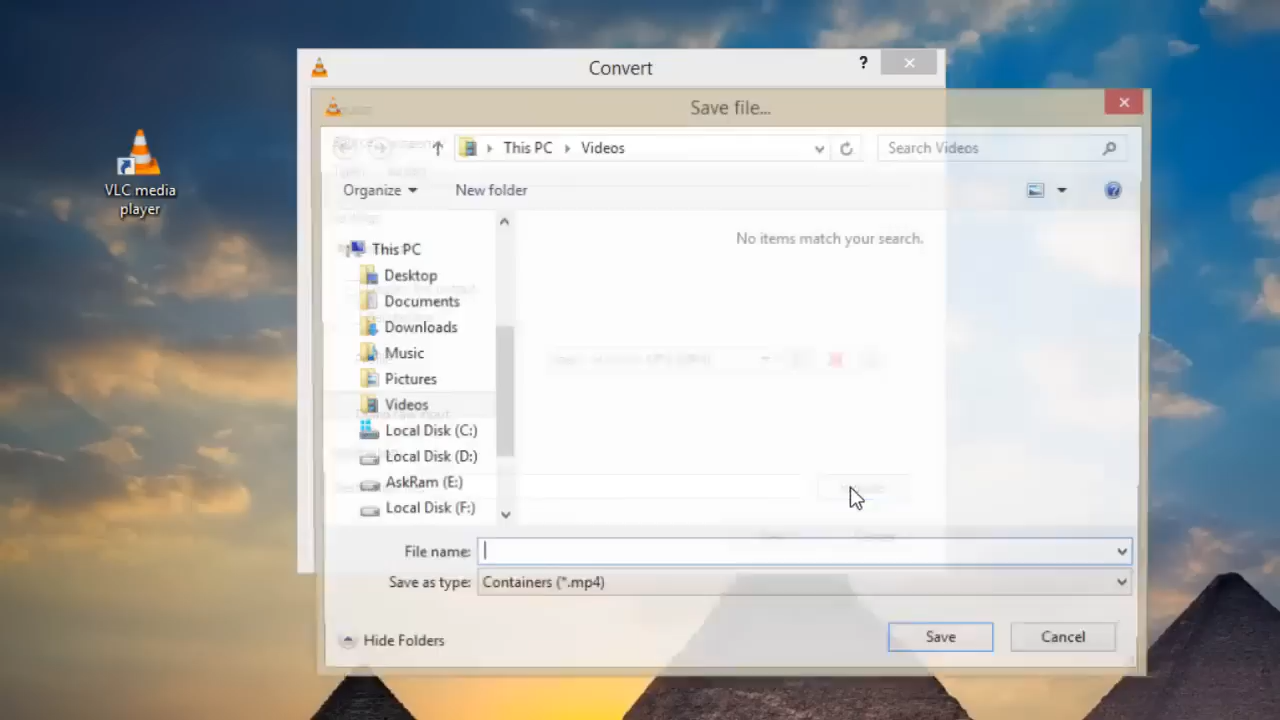 Convert
?
Save file...
This PC
Videos
Search Videos
Organize
New folder
No items match your search.
This PC
Desktop
Documents
Downloads
Music
Pictures
Videos
Local Disk (C:)
Local Disk (D:)
AskRam (E:)
Local Disk (F:)
File name:
Save as type: Containers (*.mp4)
Hide Folders
Save
Cancel
VLC media
player